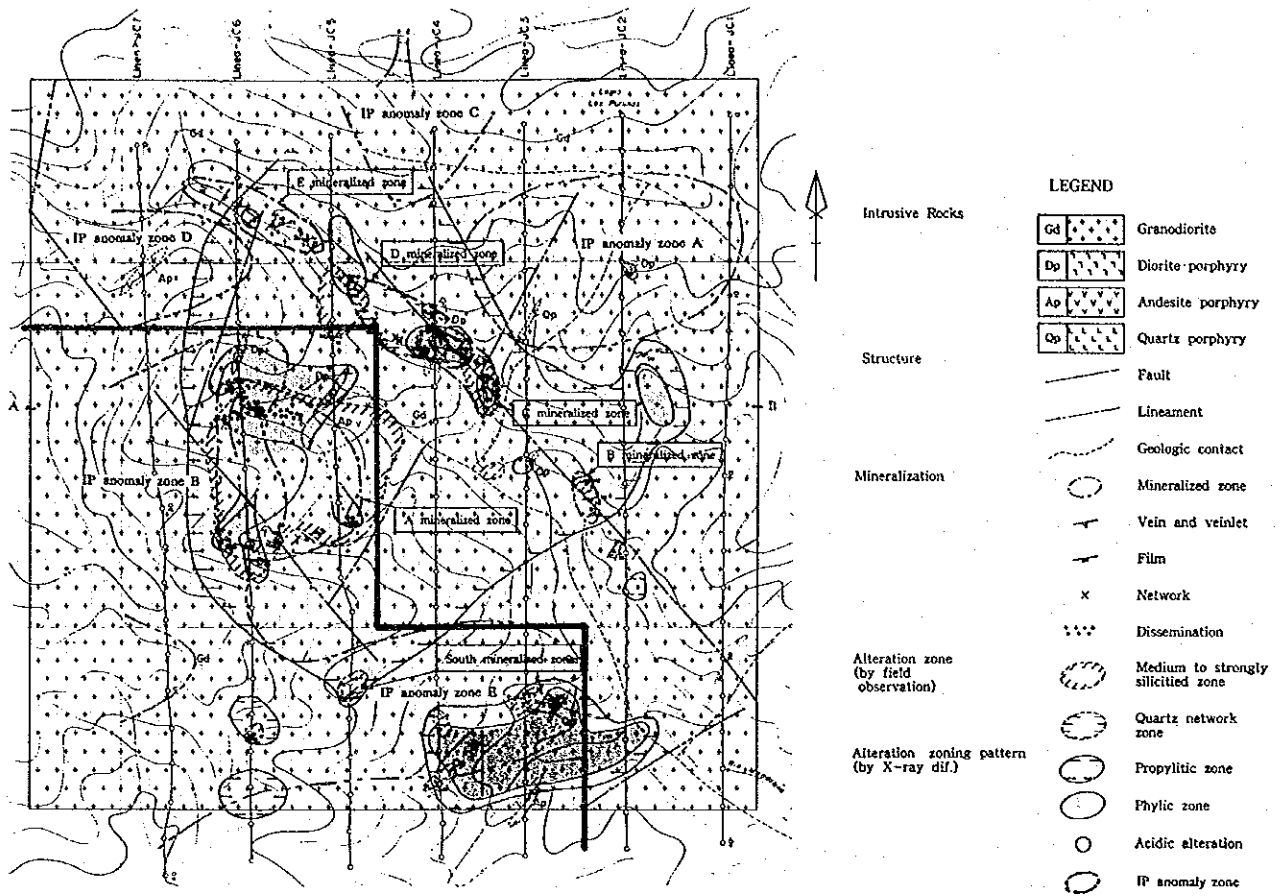 Linea-JC7
Linea-JC6
Linea-JC5
Linea-JC4
Linea-JC3
Linea-JC2
Linea-JC1
Lago
IP anomaly zone C
Gd
Gd
E mineralized zone
IP anomaly zone D
IP anomaly zone A
D mineralized zone
Ap
Dp
Qp
A
B
Gd
C mineralized zone
B mineralized zone
IP anomaly zone B
A mineralized zone
Gd
South mineralized zone
IP anomaly zone E
LEGEND
Intrusive Rocks
Gd
Granodiorite
Dp
Diorite porphyry
Ap
Andesite porphyry
Qp
Quartz porphyry
Structure
Fault
Lineament
Geologic contact
Mineralization
Mineralized zone
Vein and veinlet
Film
Network
Dissemination
Alteration zone
(by field
observation)
Medium to strongly
silicitied zone
Quartz network
zone
Alteration zoning pattern
(by X-ray dif.)
Propylitic zone
Phylic zone
Acidic alteration
IP anomaly zone